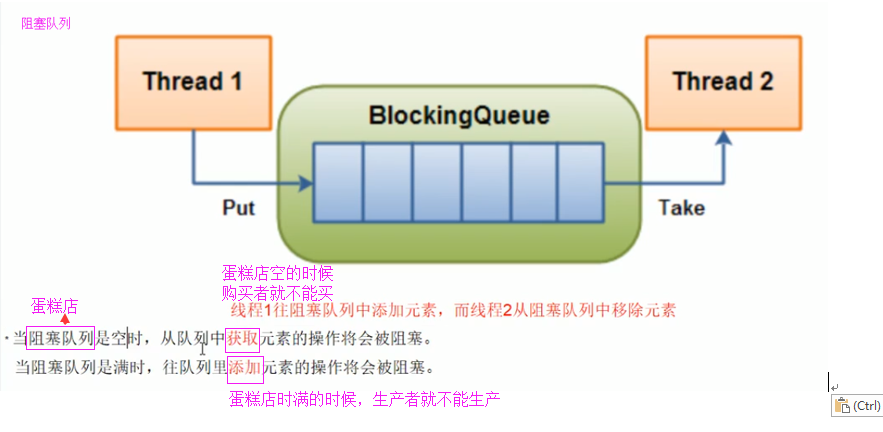 阻塞队列
Thread 1
Thread 2
BlockingQueue
Put
Take
蛋糕店空的时候
购买者就不能买
蛋糕店
线程1往阻塞队列中添加元素，而线程2从阻塞队列中移除元素
当阻塞队列是空时，从队列中获取元素的操作将会被阻塞。
当阻塞队列是满时，往队列里添加元素的操作将会被阻塞。
蛋糕店时满的时候，生产者就不能生产
(Ctrl)